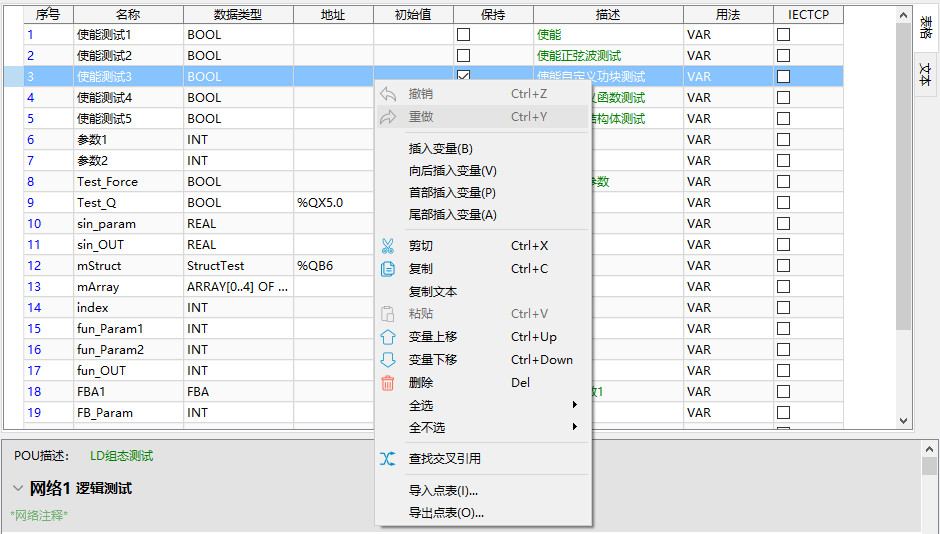 序号 名称 数据类型 地址 初始值 保持 描述 用法 IECTCP
1 使能测试1 BOOL 使能 VAR
2 使能测试2 BOOL 使能正弦波测试 VAR
3 使能测试3 BOOL 使能自定义功块测试 VAR
4 使能测试4 BOOL 函数测试 VAR
5 使能测试5 BOOL 结构体测试 VAR
6 参数1 INT VAR
7 参数2 INT VAR
8 Test_Force BOOL 参数 VAR
9 Test_Q BOOL %QX5.0 VAR
10 sin_param REAL VAR
11 sin_OUT REAL VAR
12 mStruct StructTest %QB6 VAR
13 mArray ARRAY[0..4] OF ... VAR
14 index INT VAR
15 fun_Param1 INT VAR
16 fun_Param2 INT VAR
17 fun_OUT INT VAR
18 FBA1 FBA 数1 VAR
19 FB_Param INT VAR
表格
文本
撤销 Ctrl+Z
重做 Ctrl+Y
插入变量(B)
向后插入变量(V)
首部插入变量(P)
尾部插入变量(A)
剪切 Ctrl+X
复制 Ctrl+C
复制文本
粘贴 Ctrl+V
变量上移 Ctrl+Up
变量下移 Ctrl+Down
删除 Del
全选
全不选
查找交叉引用
导入点表(I)...
导出点表(O)...
POU描述： LD组态测试
网络1 逻辑测试
*网络注释*